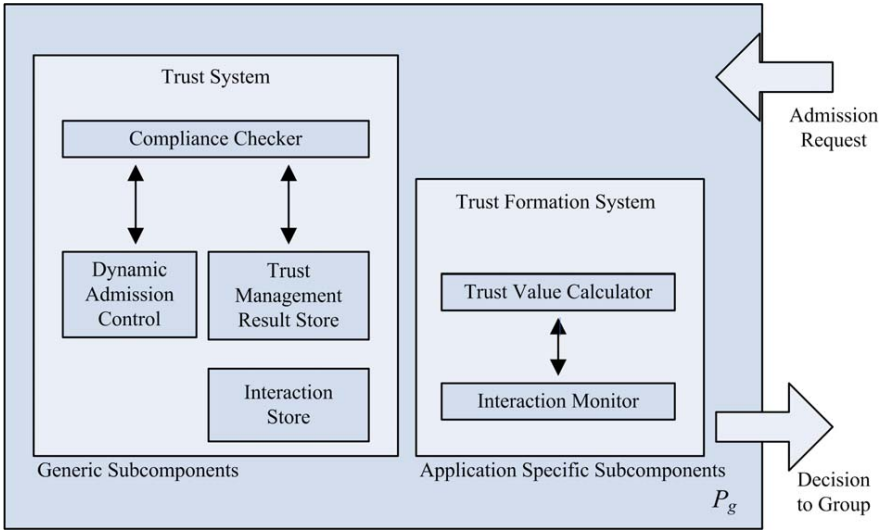 Trust System
Compliance Checker
Dynamic
Admission
Control
Trust
Management
Result Store
Interaction
Store
Generic Subcomponents
Trust Formation System
Trust Value Calculator
Interaction Monitor
Application Specific Subcomponents
Admission
Request
Decision
to Group
P_g